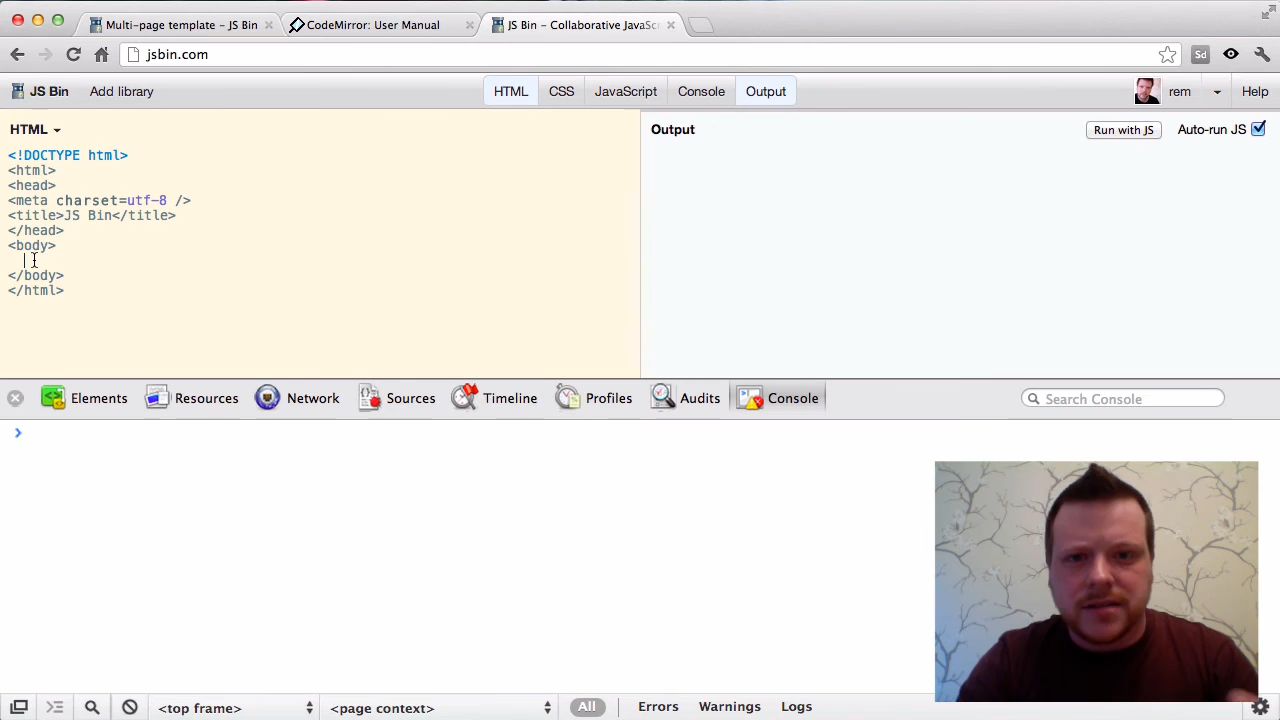 Multi-page template – JS Bin
CodeMirror: User Manual
JS Bin – Collaborative JavaSc
jsbin.com
Sd
JS Bin
Add library
HTML
CSS
JavaScript
Console
Output
rem
Help
HTML
Output
Run with JS
Auto-run JS
<!DOCTYPE html>
<html>
<head>
<meta charset=utf-8 />
<title>JS Bin</title>
</head>
<body>
</body>
</html>
Elements
Resources
Network
Sources
Timeline
Profiles
Audits
Console
Search Console
<top frame>
<page context>
All
Errors
Warnings
Logs